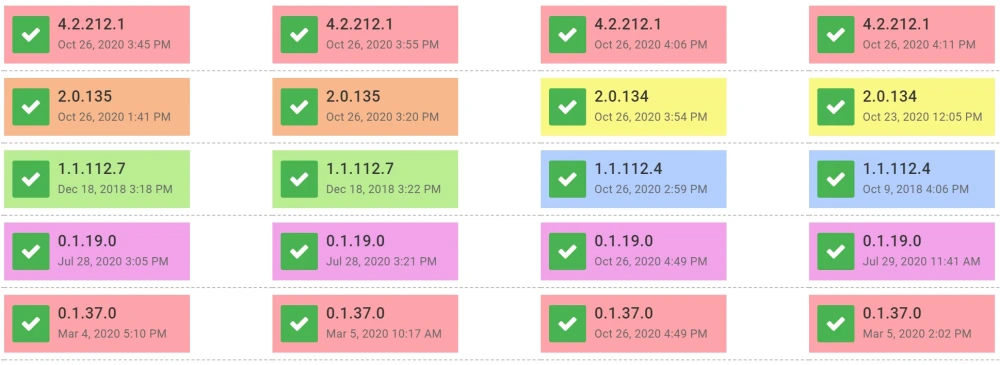 4.2.212.1
Oct 26, 2020 3:45 PM
4.2.212.1
Oct 26, 2020 3:55 PM
4.2.212.1
Oct 26, 2020 4:06 PM
4.2.212.1
Oct 26, 2020 4:11 PM
2.0.135
Oct 26, 2020 1:41 PM
2.0.135
Oct 26, 2020 3:20 PM
2.0.134
Oct 26, 2020 3:54 PM
2.0.134
Oct 23, 2020 12:05 PM
1.1.112.7
Dec 18, 2018 3:18 PM
1.1.112.7
Dec 18, 2018 3:22 PM
1.1.112.4
Oct 26, 2020 2:59 PM
1.1.112.4
Oct 9, 2018 4:06 PM
0.1.19.0
Jul 28, 2020 3:05 PM
0.1.19.0
Jul 28, 2020 3:21 PM
0.1.19.0
Oct 26, 2020 4:49 PM
0.1.19.0
Jul 29, 2020 11:41 AM
0.1.37.0
Mar 4, 2020 5:10 PM
0.1.37.0
Mar 5, 2020 10:17 AM
0.1.37.0
Oct 26, 2020 4:49 PM
0.1.37.0
Mar 5, 2020 2:02 PM